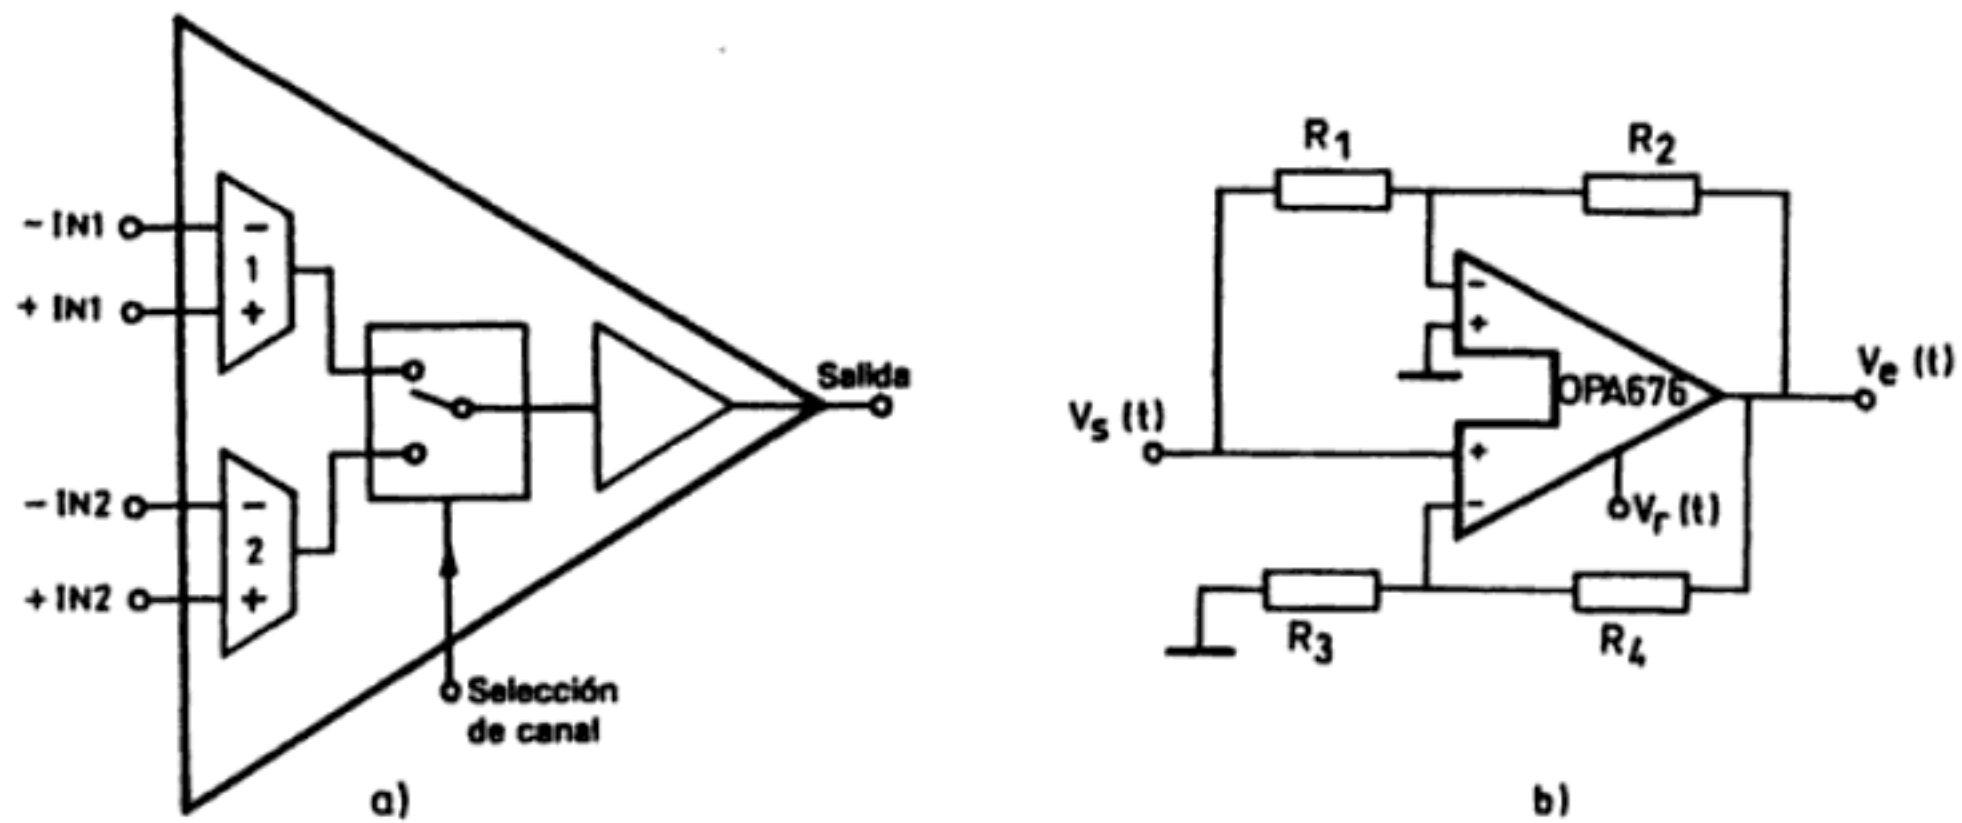 - IN1
+ IN1
- IN2
+ IN2
-
1
+
-
2
+
Salida
Selección
de canal
a)
R1
R2
-
+
OPA676
+
-
Vs (t)
Ve (t)
Vr (t)
R3
R4
b)